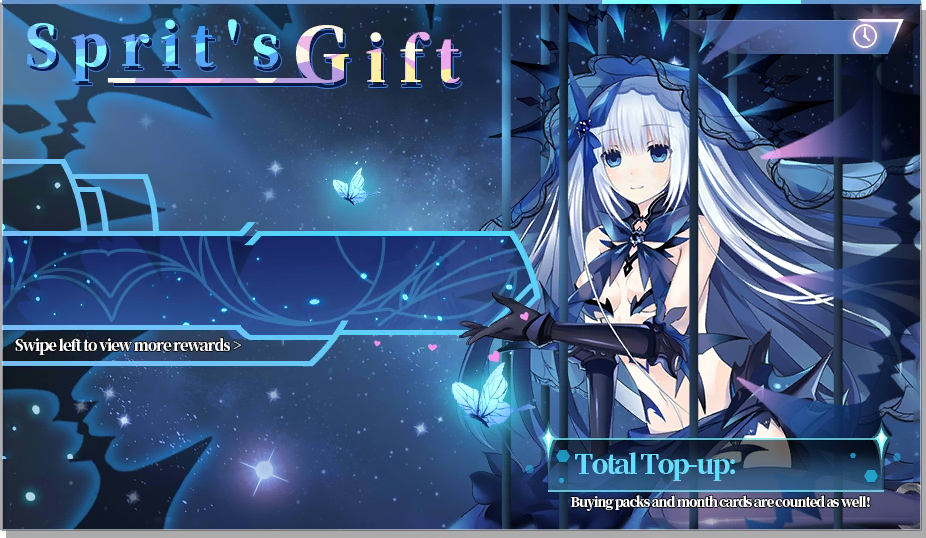 Sprit's Gift
Swipe left to view more rewards >
Total Top-up:
Buying packs and month cards are counted as well!